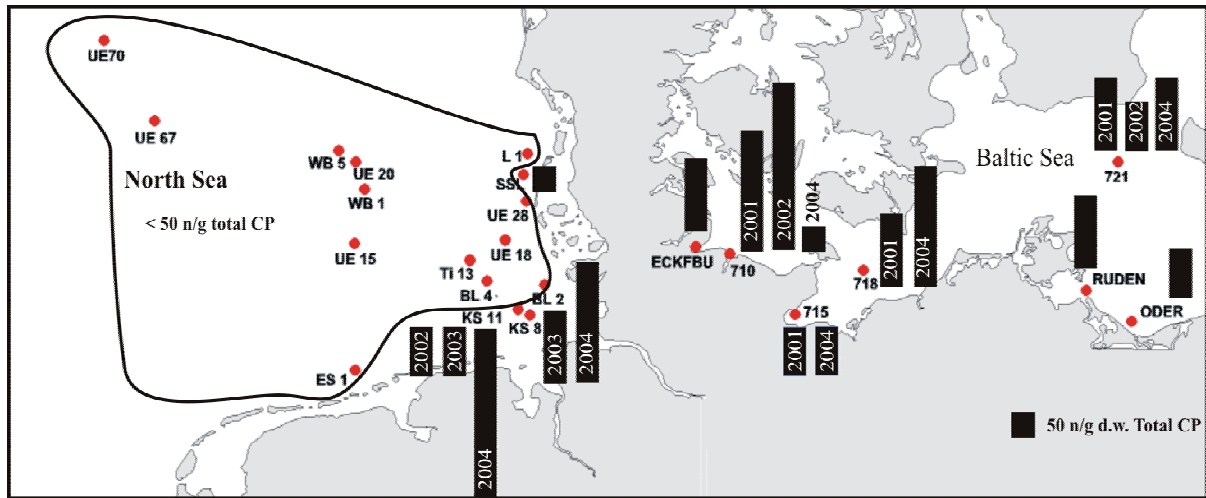 UE70
UE 67
North Sea
< 50 n/g total CP
WB 5
UE 20
WB 1
UE 15
L 1
SSl
UE 28
UE 18
Ti 13
BL 4
BL 2
KS 11
KS 8
ES 1
2002
2003
2004
2003
2004
ECKFBU
710
2001
2002
2004
715
2001
2004
718
2001
2004
Baltic Sea
2001
2002
2004
721
RUDEN
ODER
50 n/g d.w. Total CP